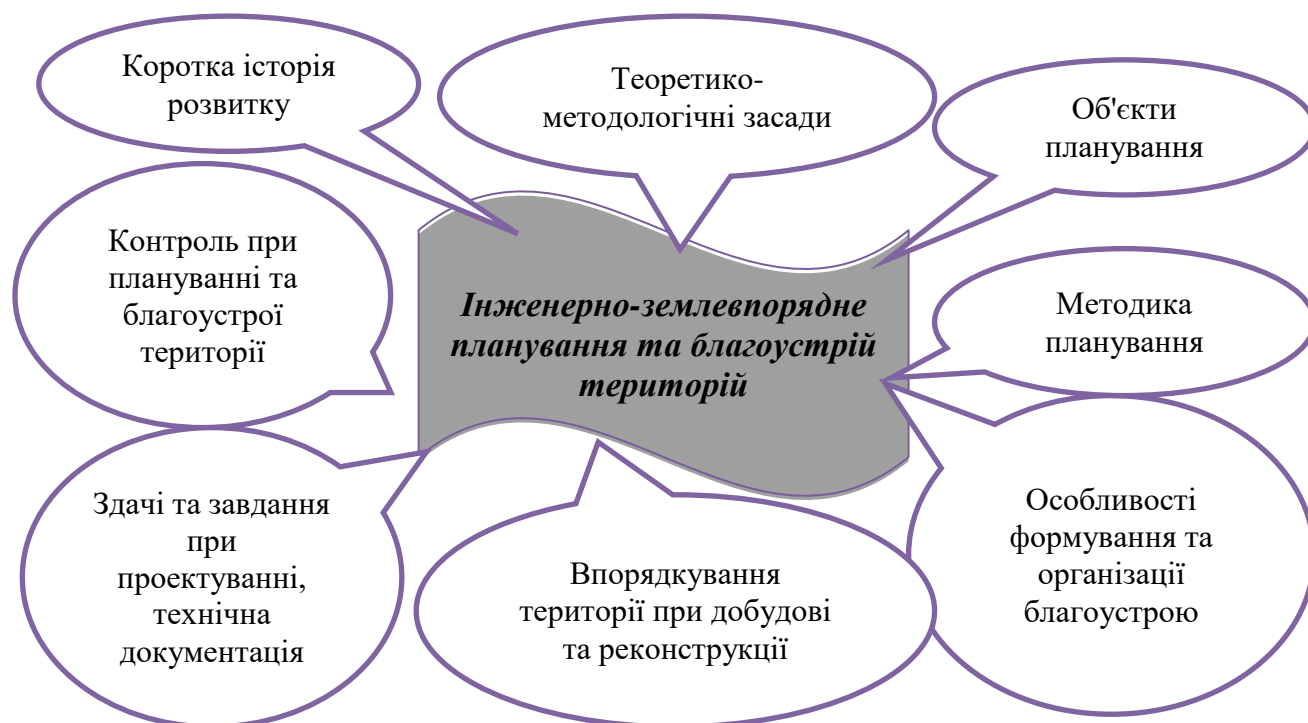 Коротка історія
розвитку
Теоретико-
методологічні засади
Об'єкти
планування
Контроль при
плануванні та
благоустрої
території
Інженерно-землевпорядне
планування та благоустрій
територій
Методика
планування
Здачі та завдання
при
проектуванні,
технічна
документація
Впорядкування
території при добудові
та реконструкції
Особливості
формування та
організації
благоустрою